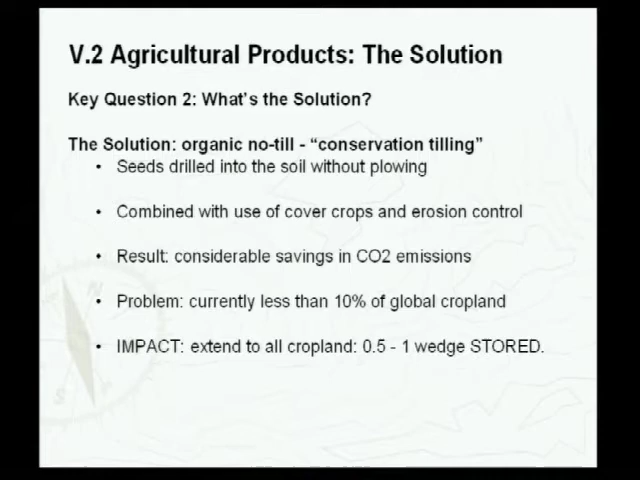 V.2 Agricultural Products: The Solution
Key Question 2: What's the Solution?
The Solution: organic no-till - “conservation tilling”
• Seeds drilled into the soil without plowing
• Combined with use of cover crops and erosion control
• Result: considerable savings in CO2 emissions
• Problem: currently less than 10% of global cropland
• IMPACT: extend to all cropland: 0.5 - 1 wedge STORED.
N
S